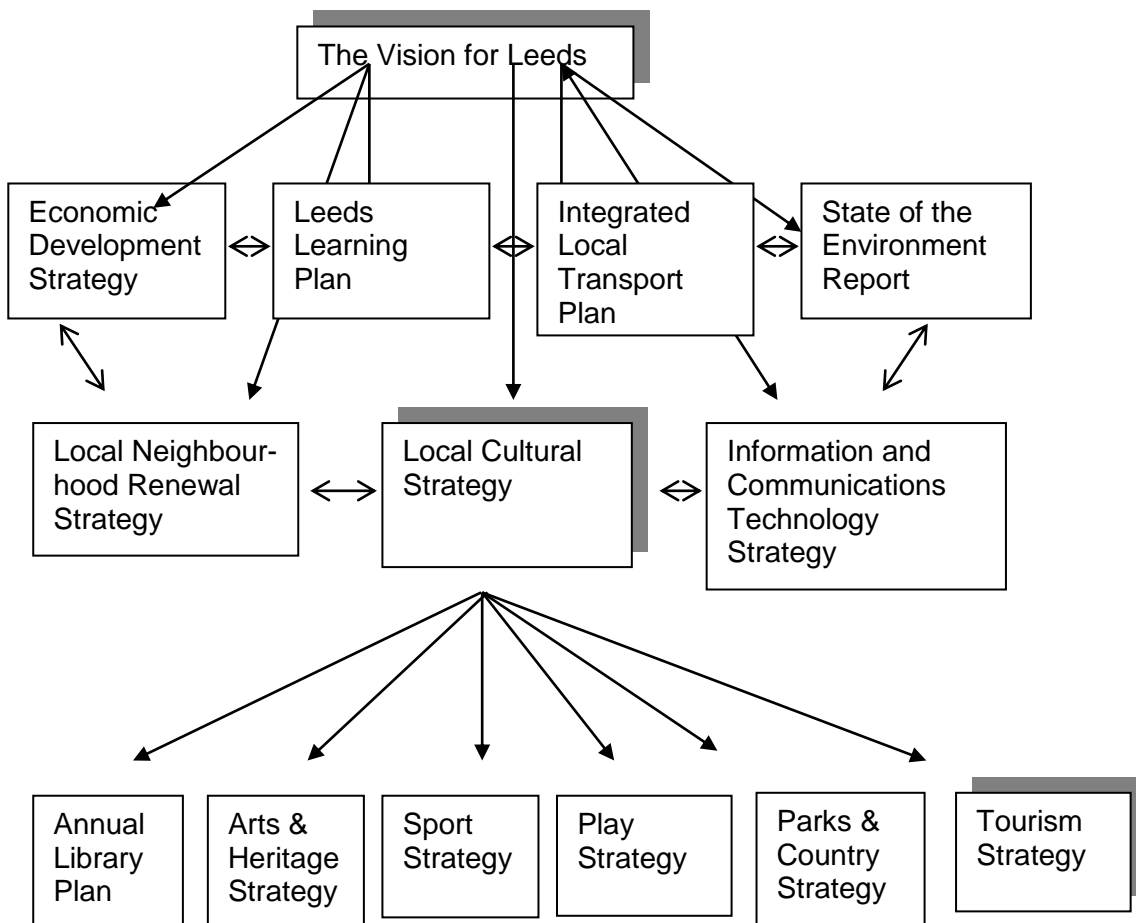 The Vision for Leeds
Economic
Development
Strategy
Leeds
Learning
Plan
Integrated
Local
Transport
Plan
State of the
Environment
Report
Local Neighbour-
hood Renewal
Strategy
Local Cultural
Strategy
Information and
Communications
Technology
Strategy
Annual
Library
Plan
Arts &
Heritage
Strategy
Sport
Strategy
Play
Strategy
Parks &
Country
Strategy
Tourism
Strategy